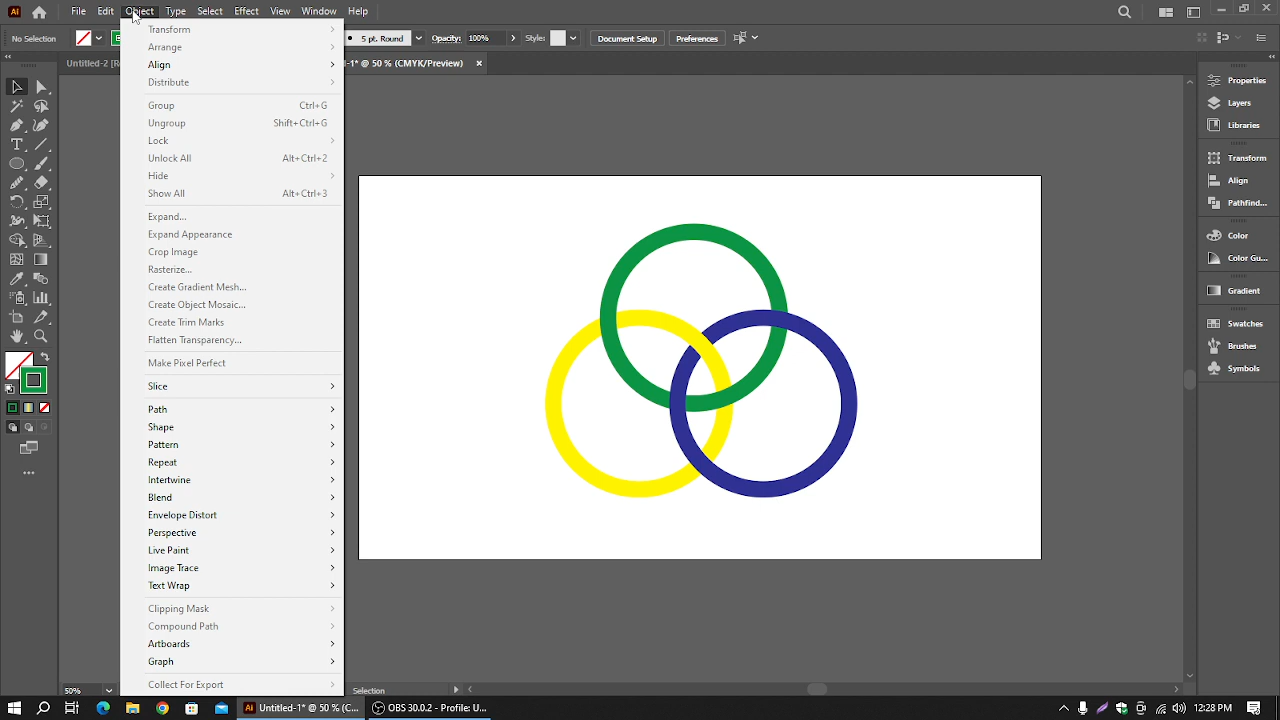 Ai File Edit Object Type Select Effect View Window Help
No Selection 5 pt. Round Opacity: 100% Style: Document Setup Preferences
Untitled-2 [Re -1* @ 50 % (CMYK/Preview)
Transform
Arrange
Align
Distribute
Group Ctrl+G
Ungroup Shift+Ctrl+G
Lock
Unlock All Alt+Ctrl+2
Hide
Show All Alt+Ctrl+3
Expand...
Expand Appearance
Crop Image
Rasterize...
Create Gradient Mesh...
Create Object Mosaic...
Create Trim Marks
Flatten Transparency...
Make Pixel Perfect
Slice
Path
Shape
Pattern
Repeat
Intertwine
Blend
Envelope Distort
Perspective
Live Paint
Image Trace
Text Wrap
Clipping Mask
Compound Path
Artboards
Graph
Collect For Export
Properties
Layers
Libraries
Transform
Align
Pathfind...
Color
Color Gu...
Gradient
Swatches
Brushes
Symbols
50% Selection
Untitled-1* @ 50 % (C... OBS 30.0.2 - Profile: U... 12:28 PM